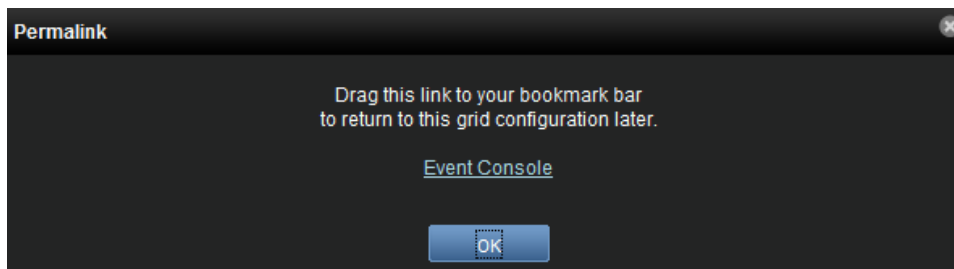 Permalink
Drag this link to your bookmark bar
to return to this grid configuration later.
Event Console
OK